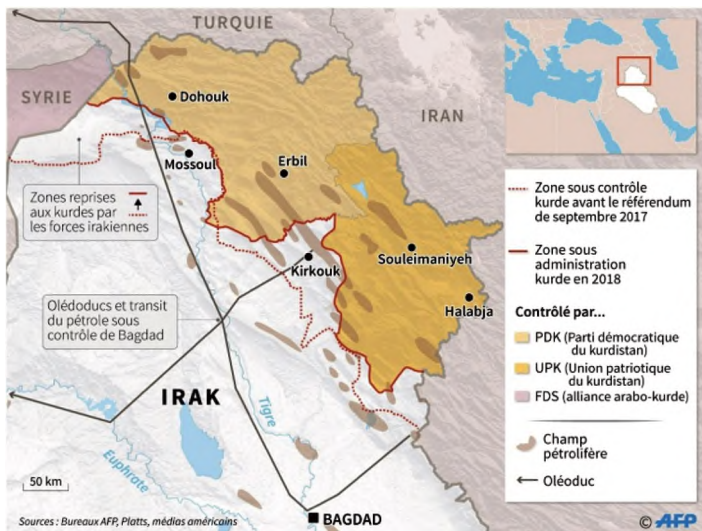 TURQUIE
SYRIE
IRAN
Dohouk
Mossoul
Erbil
Zones reprises
aux kurdes par
les forces irakiennes
Kirkouk
Souleimaniyeh
Halabja
Olédoducs et transit
du pétrole sous
contrôle de Bagdad
IRAK
Tigre
Euphrate
50 km
BAGDAD
Sources : Bureaux AFP, Platts, médias américains
Zone sous contrôle
kurde avant le référendum
de septembre 2017
Zone sous
administration
kurde en 2018
Contrôlé par...
PDK (Parti démocratique
du kurdistan)
UPK (Union patriotique
du kurdistan)
FDS (alliance arabo-kurde)
Champ
pétrolifère
Oléoduc
© AFP